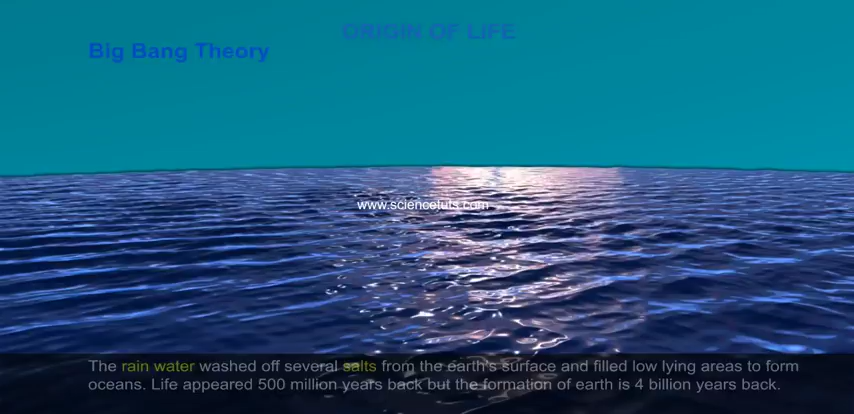 ORIGIN OF LIFE
Big Bang Theory
www.sciencetuts.com
The rain water washed off several salts from the earth's surface and filled low lying areas to form
oceans. Life appeared 500 million years back but the formation of earth is 4 billion years back.